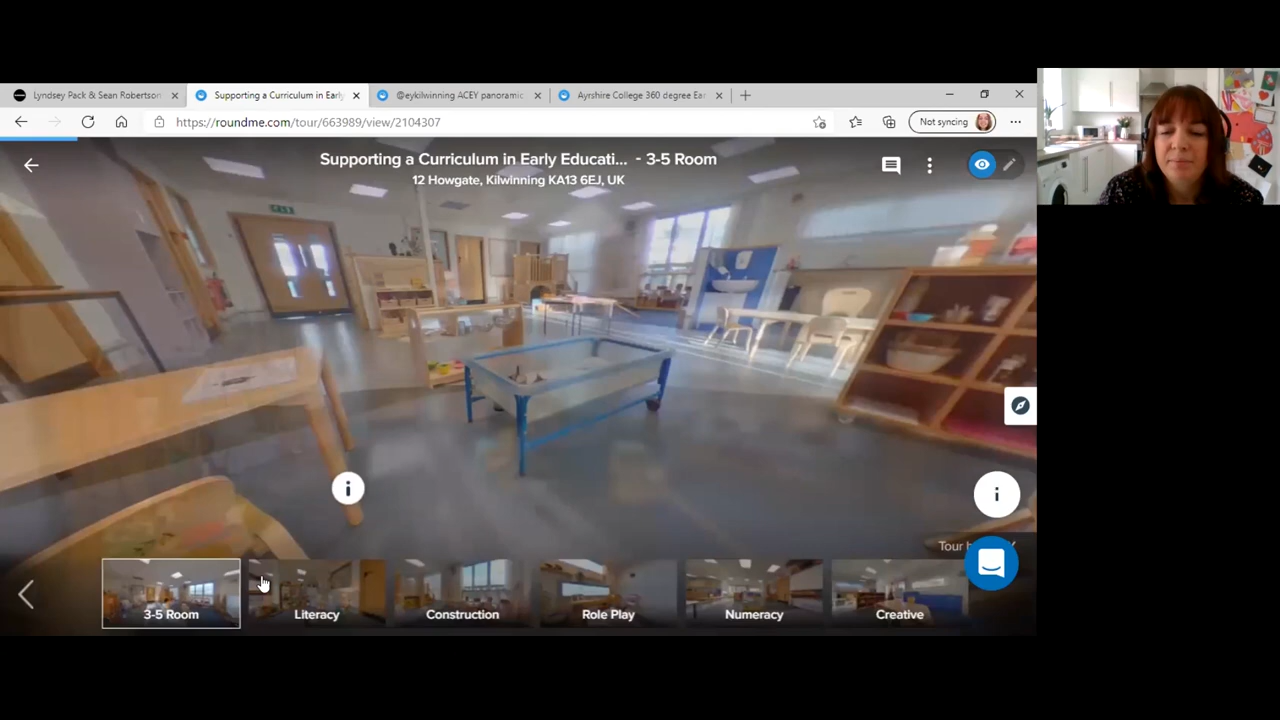 Lyndsey Pack & Sean Robertson
Supporting a Curriculum in Early
@eykilwinning ACEY panoramic
Ayrshire College 360 degree Ear
https://roundme.com/tour/663989/view/2104307
Not syncing
Supporting a Curriculum in Early Educati... - 3-5 Room
12 Howgate, Kilwinning KA13 6EJ, UK
i
i
Tour
3-5 Room
Literacy
Construction
Role Play
Numeracy
Creative